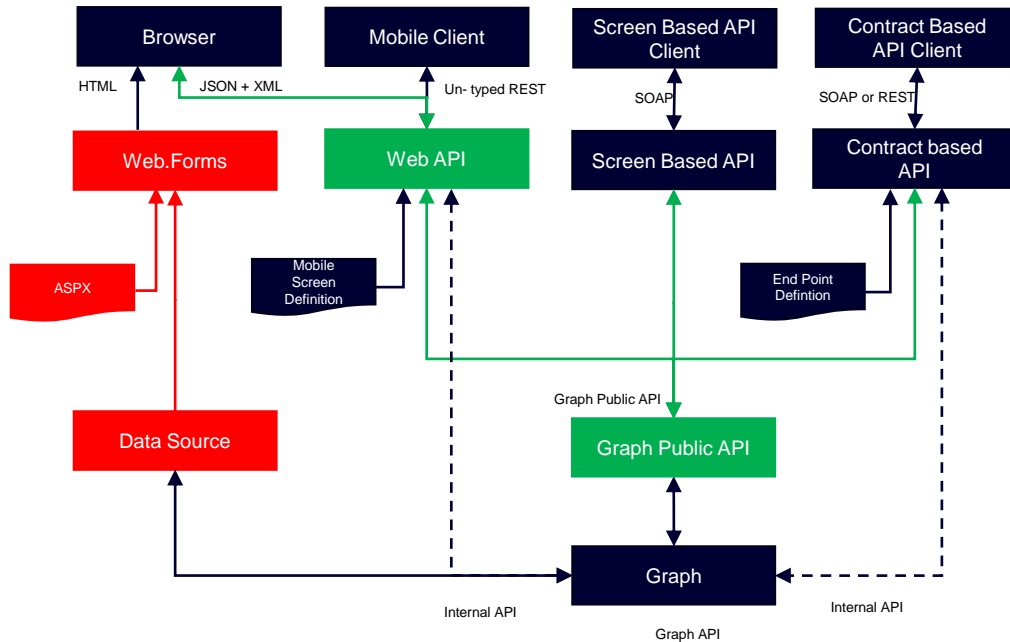 Browser
Mobile Client
Screen Based API
Client
Contract Based
API Client
HTML
JSON + XML
Un- typed REST
SOAP
SOAP or REST
Web.Forms
Web API
Screen Based API
Contract based
API
ASPX
Mobile
Screen
Definition
End Point
Defintion
Graph Public API
Data Source
Graph Public API
Graph
Internal API
Internal API
Graph API